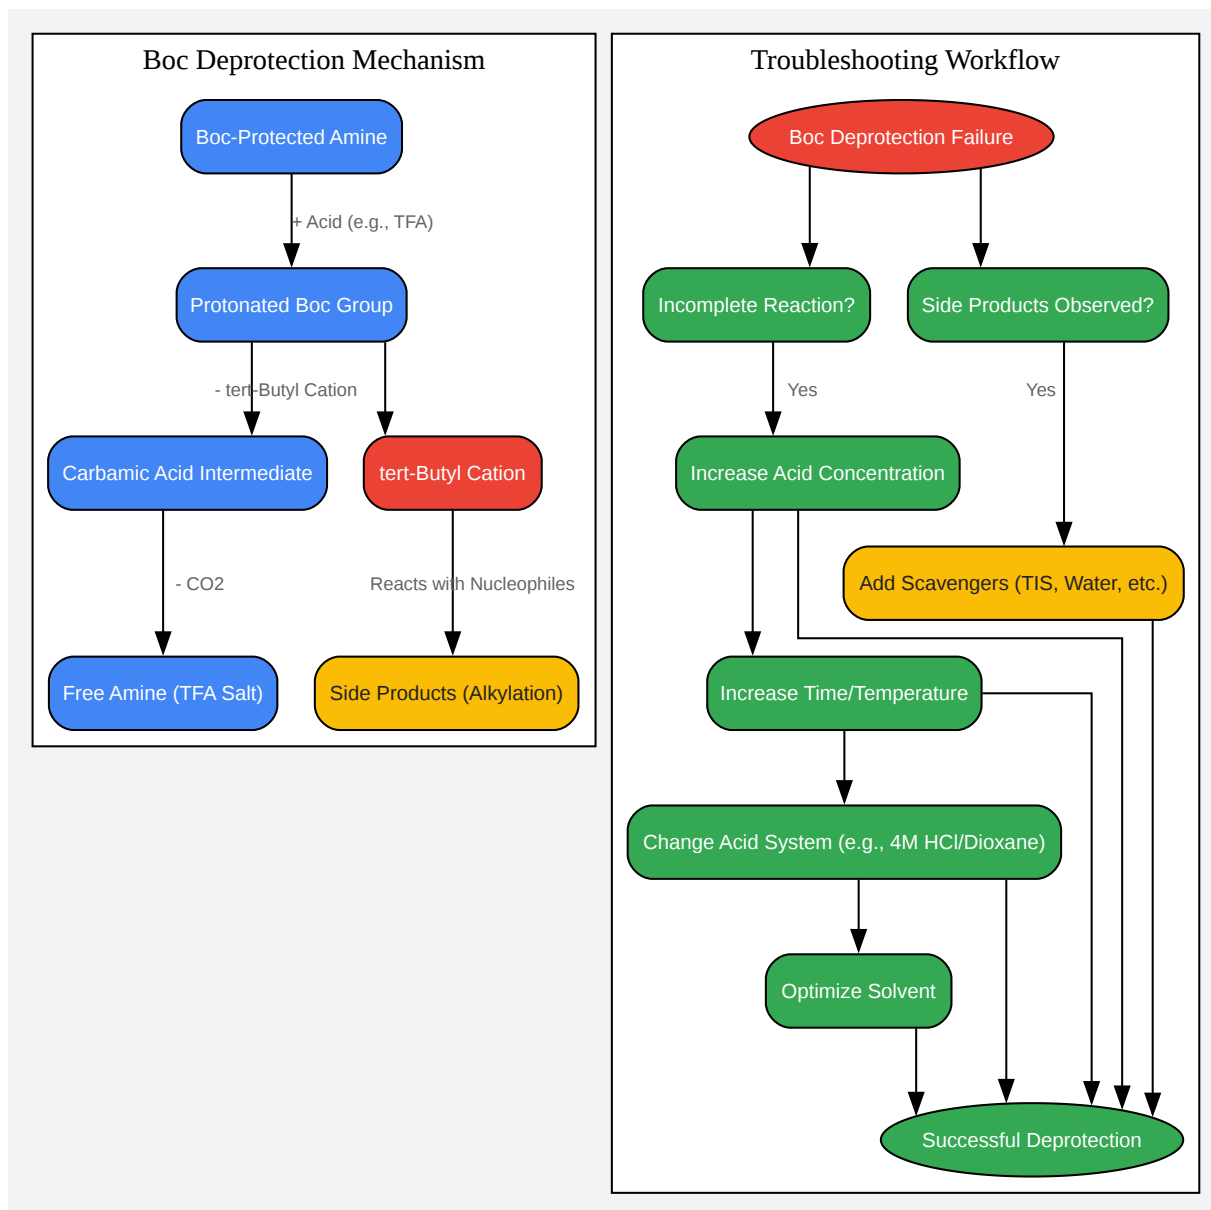 Boc Deprotection Mechanism
Boc-Protected Amine
+ Acid (e.g., TFA)
Protonated Boc Group
- tert-Butyl Cation
Carbamic Acid Intermediate
tert-Butyl Cation
- CO2
Reacts with Nucleophiles
Free Amine (TFA Salt)
Side Products (Alkylation)
Troubleshooting Workflow
Boc Deprotection Failure
Incomplete Reaction?
Side Products Observed?
Yes
Yes
Increase Acid Concentration
Add Scavengers (TIS, Water, etc.)
Increase Time/Temperature
Change Acid System (e.g., 4M HCl/Dioxane)
Optimize Solvent
Successful Deprotection